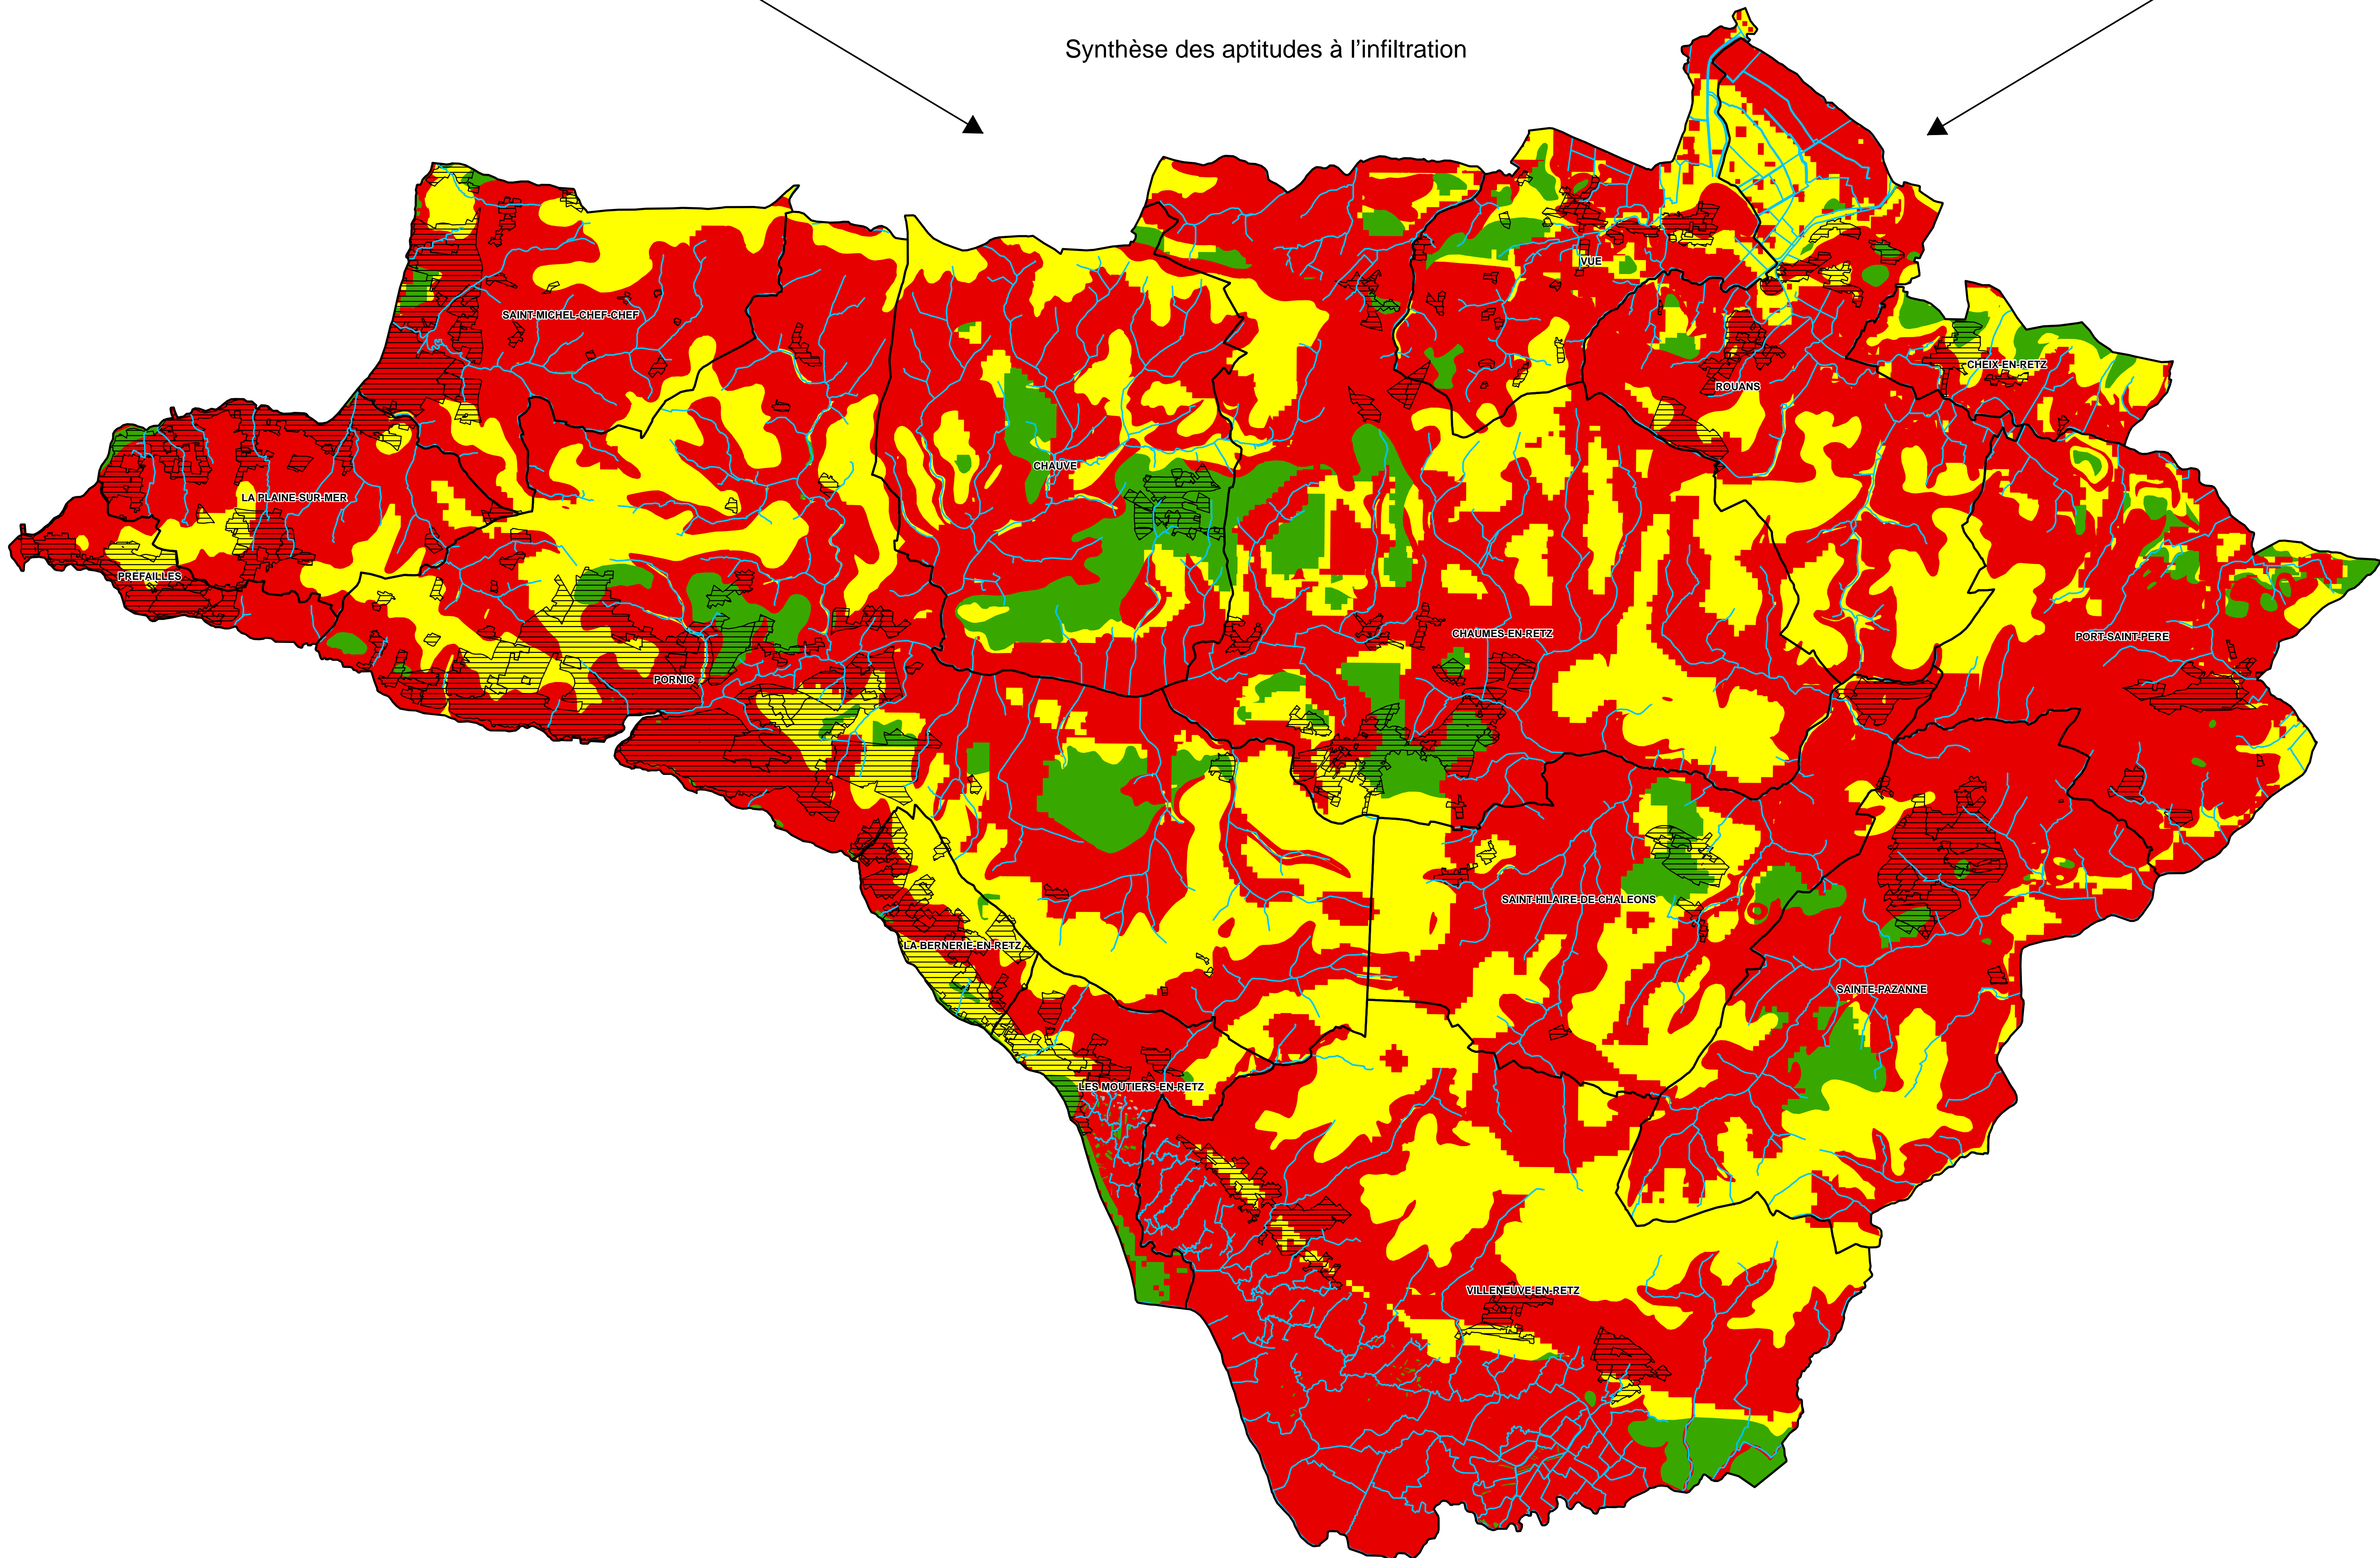 Synthèse des aptitudes à l'infiltration
VUE
SAINT-MICHEL-CHEF-CHEF
CHEIX-EN-RETZ
ROUANS
CHAUVE
LA PLAINE-SUR-MER
PREFAILLES
CHAUMES-EN-RETZ
PORT-SAINT-PERE
PORNIC
SAINT-HILAIRE-DE-CHALEONS
LA-BERNERIE-EN-RETZ
SAINTE-PAZANNE
LES MOUTIERS-EN-RETZ
VILLENEUVE-EN-RETZ